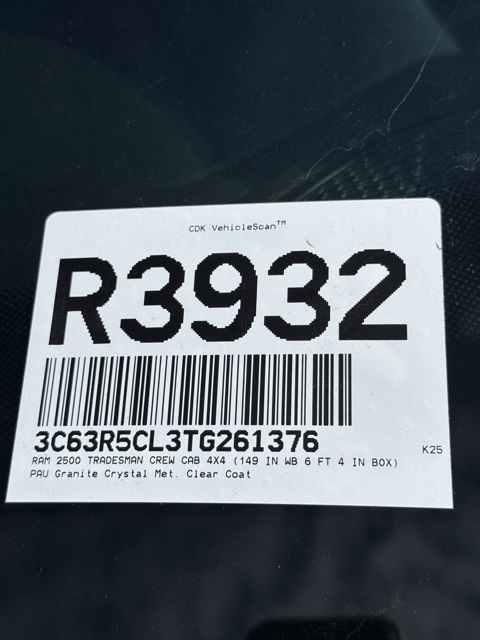 CDK VehicleScan™
R3932
3C63R5CL3TG261376
RAM 2500 TRADESMAN CREW CAB 4X4 (149 IN WB 6 FT 4 IN BOX)
K25
PAU Granite Crystal Met. Clear Coat